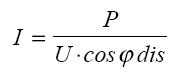 I = P / U · cos φ dis